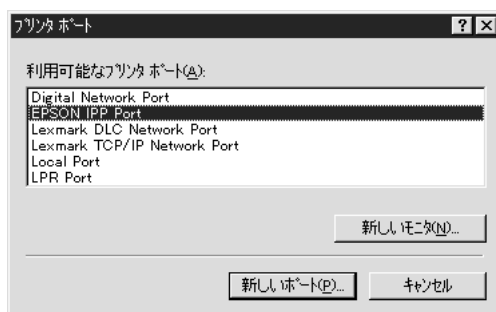 プリンタ ポート
利用可能なプリンタ ポート(A):
Digital Network Port
EPSON IPP Port
Lexmark DLC Network Port
Lexmark TCP/IP Network Port
Local Port
LPR Port
新しいモニタ(N)...
新しいポート(P)...
キャンセル